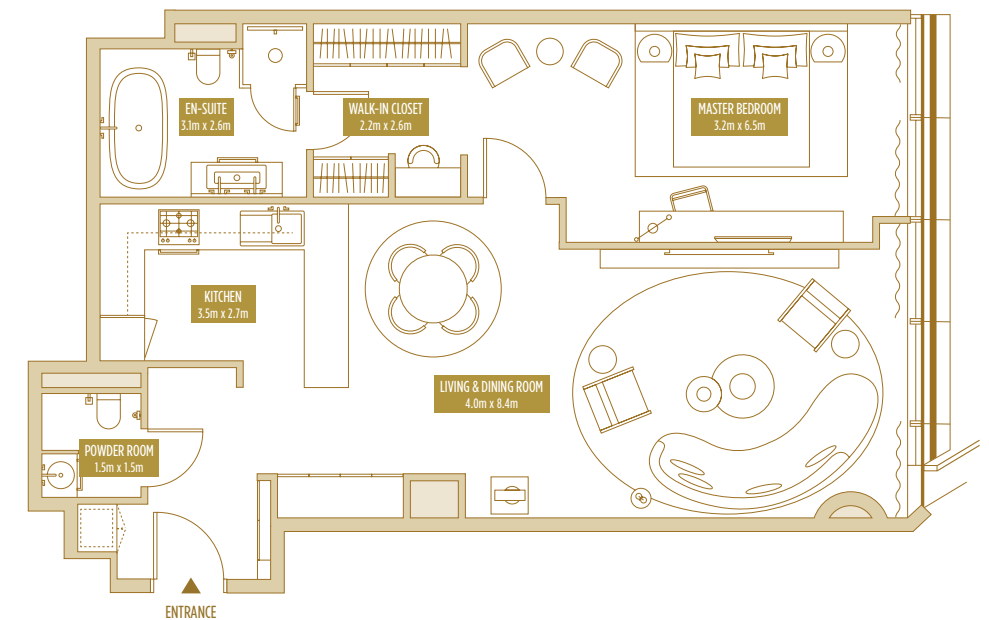 EN-SUITE
3.1m x 2.6m
WALK-IN CLOSET
2.2m x 2.6m
MASTER BEDROOM
3.2m x 6.5m
KITCHEN
3.5m x 2.7m
LIVING & DINING ROOM
4.0m x 8.4m
POWDER ROOM
1.5m x 1.5m
ENTRANCE